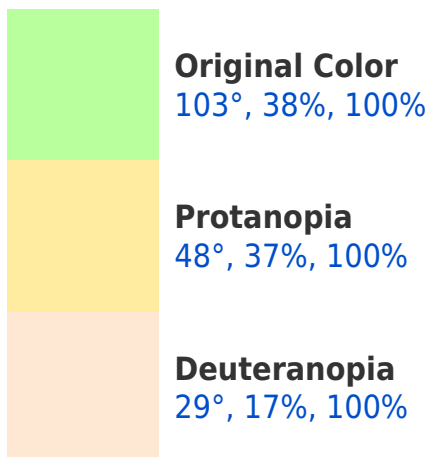 Original Color
103°, 38%, 100%
Protanopia
48°, 37%, 100%
Deuteranopia
29°, 17%, 100%